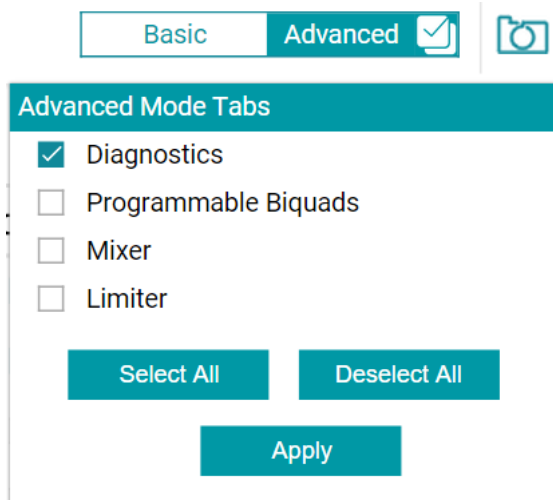 Basic Advanced
Advanced Mode Tabs
Diagnostics
Programmable Biquads
Mixer
Limiter
Select All Deselect All
Apply